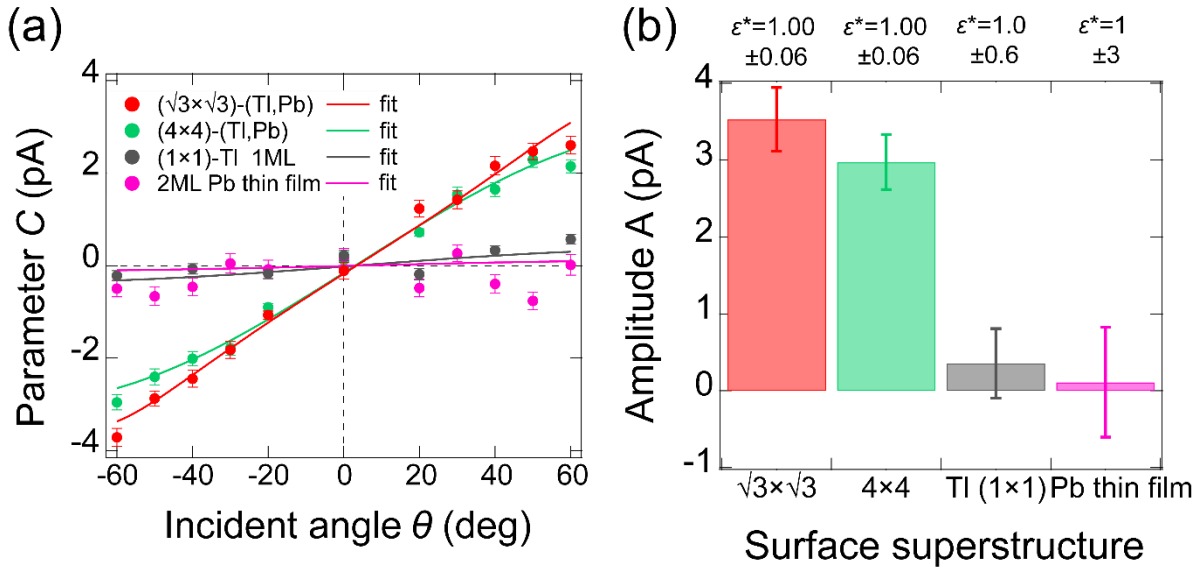 (a)
4
2
0
-2
-4
Parameter C (pA)
(√3×√3)-(Tl,Pb) fit
(4×4)-(Tl,Pb) fit
(1×1)-Tl 1ML fit
2ML Pb thin film fit
-60 -40 -20 0 20 40 60
Incident angle θ (deg)
(b)
ε*=1.00 ε*=1.00 ε*=1.0 ε*=1
±0.06 ±0.06 ±0.6 ±3
4
3
2
1
0
-1
Amplitude A (pA)
√3×√3 4×4 Tl (1×1) Pb thin film
Surface superstructure